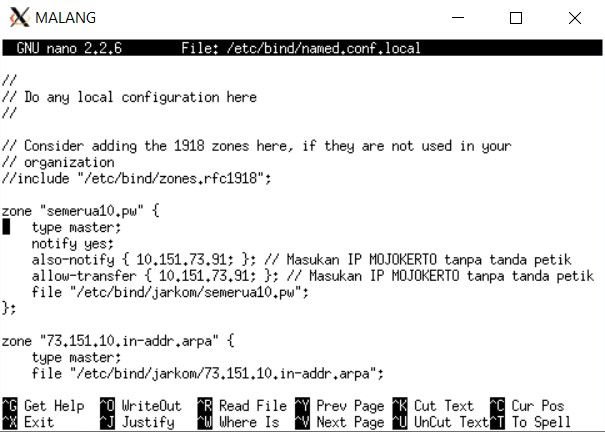 MALANG
GNU nano 2.2.6 File: /etc/bind/named.conf.local
//
// Do any local configuration here
//
// Consider adding the 1918 zones here, if they are not used in your
// organization
//include "/etc/bind/zones.rfc1918";
zone "semerua10.pw" {
type master;
notify yes;
also-notify { 10.151.73.91; }; // Masukan IP MOJOKERTO tanpa tanda petik
allow-transfer { 10.151.73.91; }; // Masukan IP MOJOKERTO tanpa tanda petik
file "/etc/bind/jarkom/semerua10.pw";
};
zone "73.151.10.in-addr.arpa" {
type master;
file "/etc/bind/jarkom/73.151.10.in-addr.arpa";
^G Get Help ^O WriteOut ^R Read File ^Y Prev Page ^K Cut Text ^C Cur Pos
^X Exit ^J Justify ^W Where Is ^V Next Page ^U UnCut Text ^T To Spell